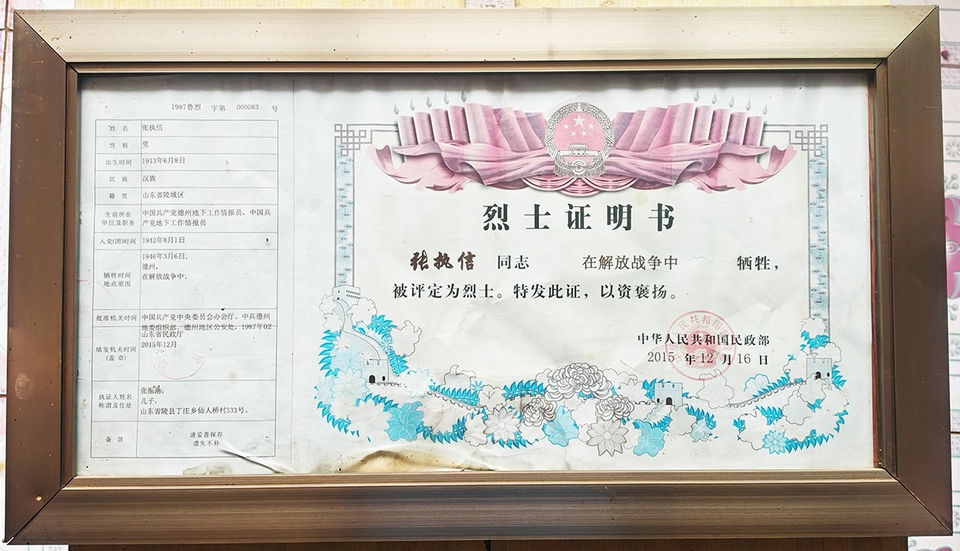 1987鲁烈 字第 000083 号
姓 名 张执信
性 别 男
出生时间 1913年6月8日
民 族 汉族
籍 贯 山东省陵城区
生前所在单位及职务 中国共产党德州地下工作情报员,中国共
产党地下工作情报员
入党(团)时间 1942年8月1日
牺牲时间 1946年3月6日,
地点原因 德州,
在解放战争中。
批准机关时间 中国共产党中央委员会办公厅、中共德州
地委组织部、德州地区公安处, 1987年02
填发机关时间 山东省民政厅
(盖 章) 2015年12月
执证人姓名 张振
称谓及住址 儿子,
山东省陵县丁庄乡仙人桥村333号。
备 注 请妥善保存
遗失不补
烈士证明书
张执信 同志 在解放战争中 牺牲,
被评定为烈士。特发此证,以资褒扬。
中华人民共和国民政部
2015 年 12 月 16 日